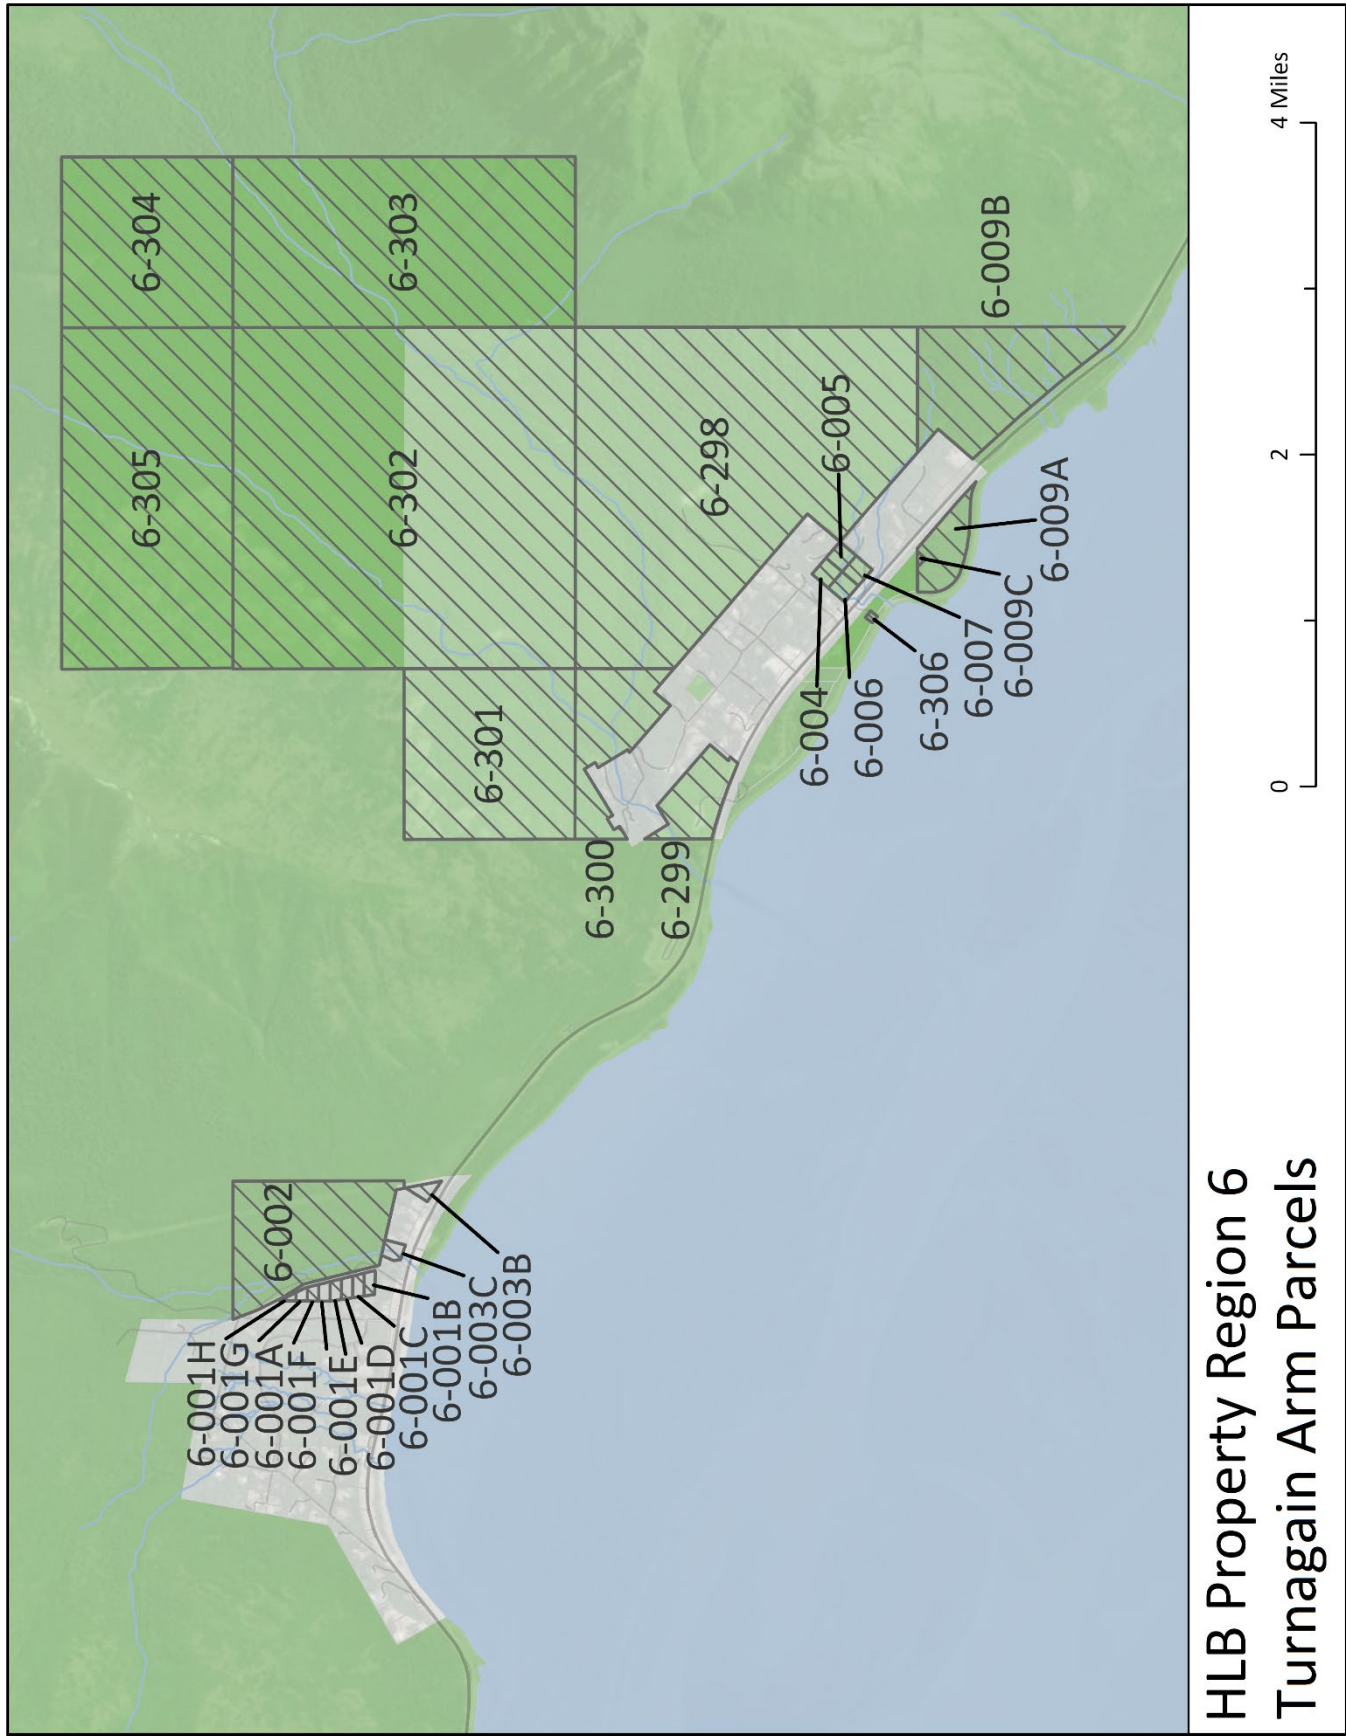 6-304
6-303
6-305
6-302
6-301
6-298
6-005
6-009B
6-300
6-299
6-004
6-006
6-306
6-007
6-009C
6-009A
6-002
6-001H
6-001G
6-001A
6-001F
6-001E
6-001D
6-001C
6-001B
6-003C
6-003B
HLB Property Region 6
Turnagain Arm Parcels
0 2 4 Miles